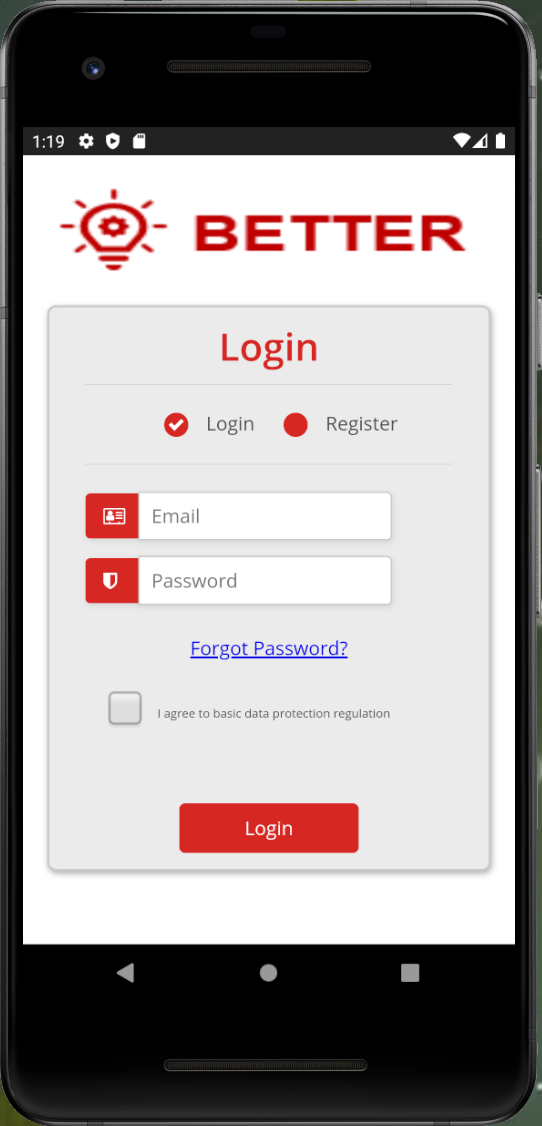 1:19
BETTER
Login
Login Register
Email
Password
Forgot Password?
I agree to basic data protection regulation
Login